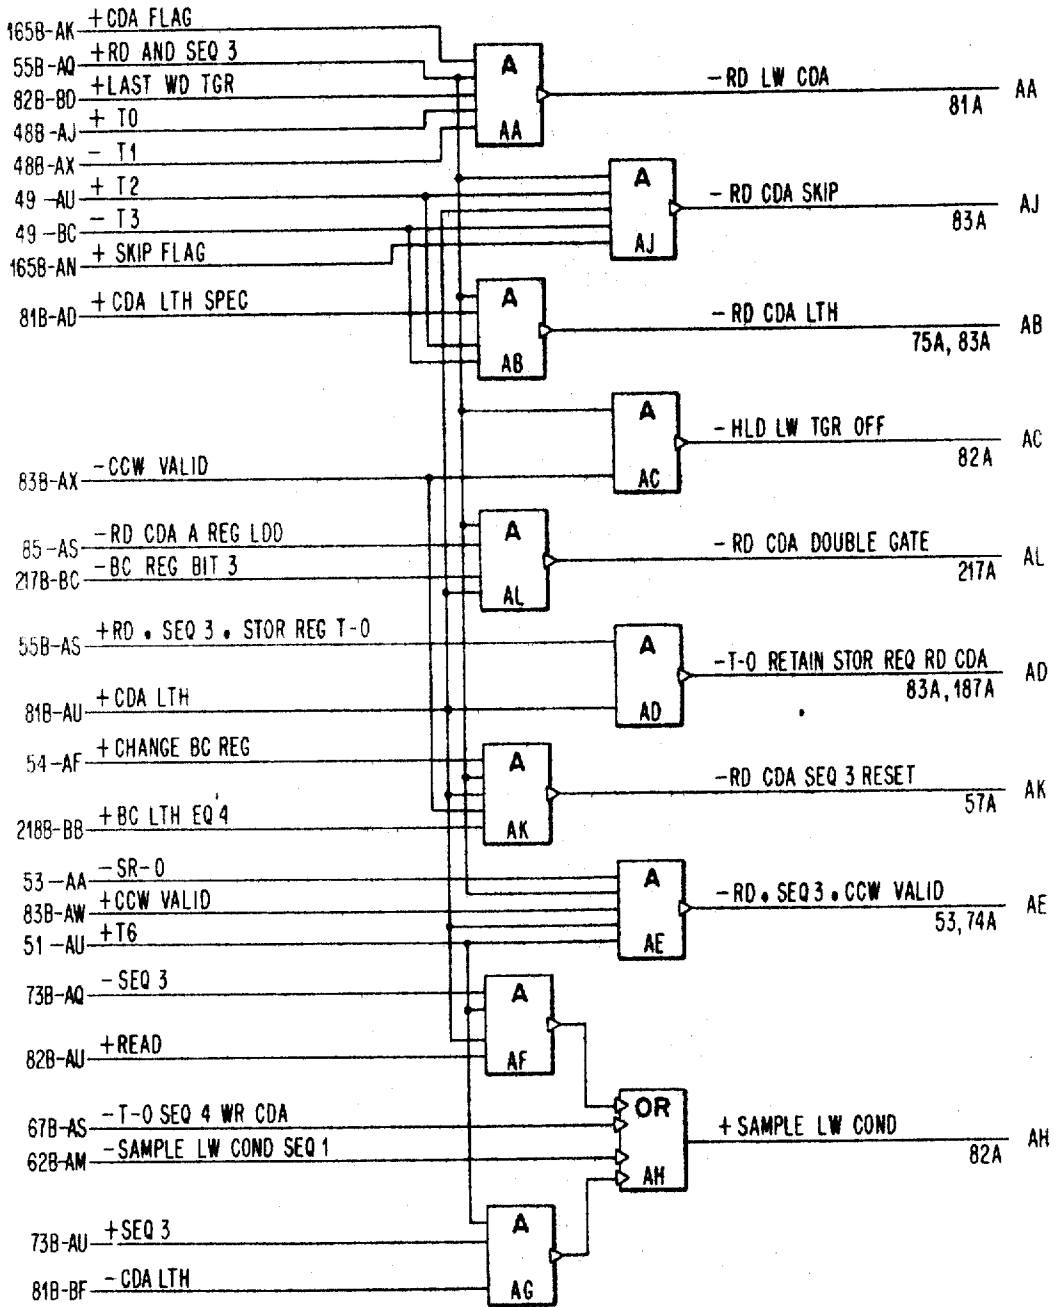 165B-AK +CDA FLAG
55B-AQ +RD AND SEQ 3
82B-BD +LAST WD TGR
48B-AJ + T0
48B-AX - T1
49 -AU + T2
49 -BC - T3
165B-AN + SKIP FLAG
A
AA
-RD LW CDA
81A
AA
A
AJ
-RD CDA SKIP
83A
AJ
81B-AD +CDA LTH SPEC
A
AB
-RD CDA LTH
75A, 83A
AB
A
AC
-HLD LW TGR OFF
82A
AC
83B-AX -CCW VALID
85-AS -RD CDA A REG LDD
217B-BC -BC REG BIT 3
A
AL
-RD CDA DOUBLE GATE
217A
AL
55B-AS +RD • SEQ 3 • STOR REG T-0
81B-AU +CDA LTH
A
AD
-T-0 RETAIN STOR REQ RD CDA
83A, 187A
AD
54-AF +CHANGE BC REG
218B-BB +BC LTH EQ 4
A
AK
-RD CDA SEQ 3 RESET
57A
AK
53-AA -SR-0
83B-AW +CCW VALID
51 -AU +T6
A
AE
-RD • SEQ 3 • CCW VALID
53, 74A
AE
73B-AQ -SEQ 3
82B-AU +READ
A
AF
67B-AS -T-0 SEQ 4 WR CDA
62B-AM -SAMPLE LW COND SEQ 1
OR
AH
+SAMPLE LW COND
82A
AH
73B-AU +SEQ 3
81B-BF -CDA LTH
A
AG